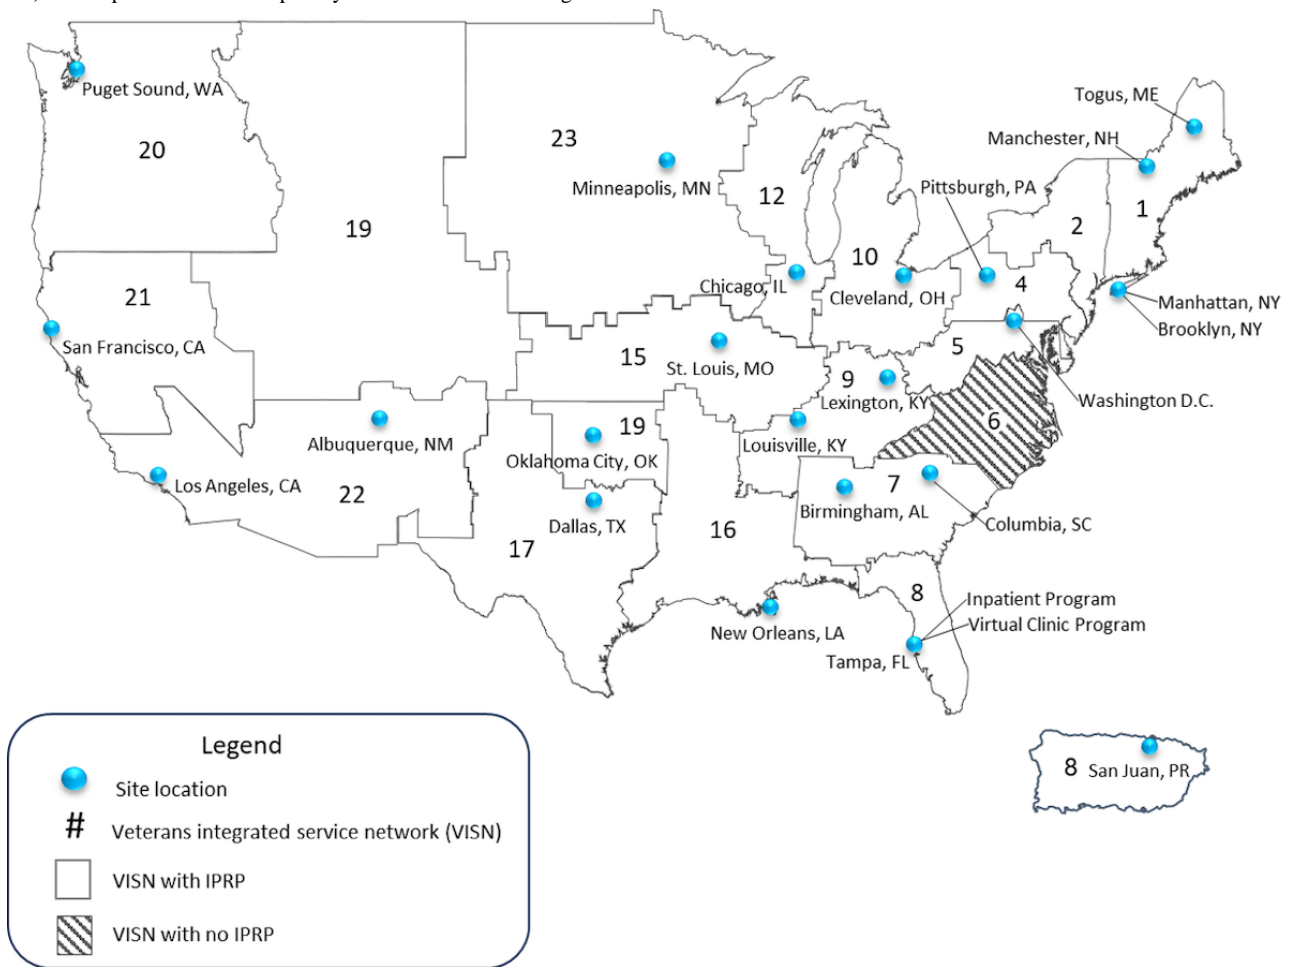 Puget Sound, WA
20
19
23
Minneapolis, MN
12
10
Togus, ME
Manchester, NH
Pittsburgh, PA
1
2
4
Chicago, IL
Cleveland, OH
Manhattan, NY
Brooklyn, NY
21
San Francisco, CA
15
St. Louis, MO
5
9
Lexington, KY
Washington D.C.
6
Albuquerque, NM
19
Oklahoma City, OK
Louisville, KY
Los Angeles, CA
22
Dallas, TX
17
16
7
Birmingham, AL
Columbia, SC
8
Inpatient Program
Virtual Clinic Program
New Orleans, LA
Tampa, FL
8 San Juan, PR
Legend
Site location
# Veterans integrated service network (VISN)
VISN with IPRP
VISN with no IPRP